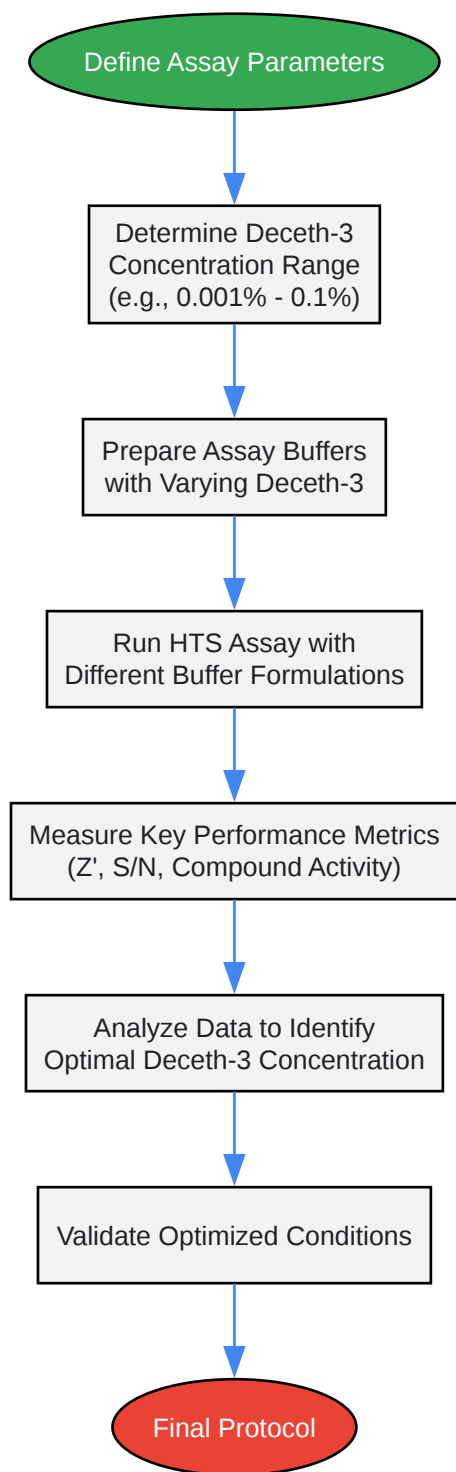 Define Assay Parameters
Determine Deceth-3
Concentration Range
(e.g., 0.001% - 0.1%)
Prepare Assay Buffers
with Varying Deceth-3
Run HTS Assay with
Different Buffer Formulations
Measure Key Performance Metrics
(Z', S/N, Compound Activity)
Analyze Data to Identify
Optimal Deceth-3 Concentration
Validate Optimized Conditions
Final Protocol